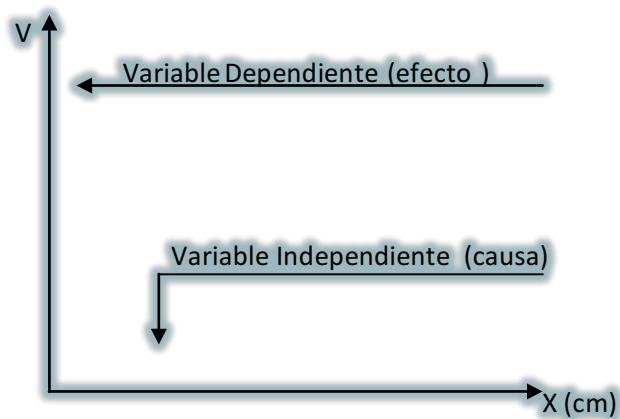 V
Variable Dependiente (efecto )
Variable Independiente (causa)
X (cm)